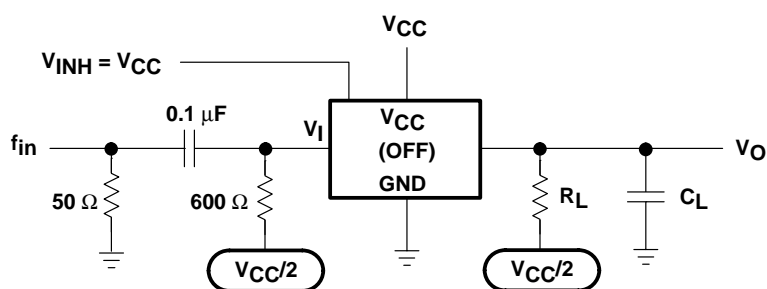 VCC
VINH = VCC
0.1 μF
fin
VI
VCC
(OFF)
GND
VO
50 Ω
600 Ω
RL
CL
VCC/2
VCC/2